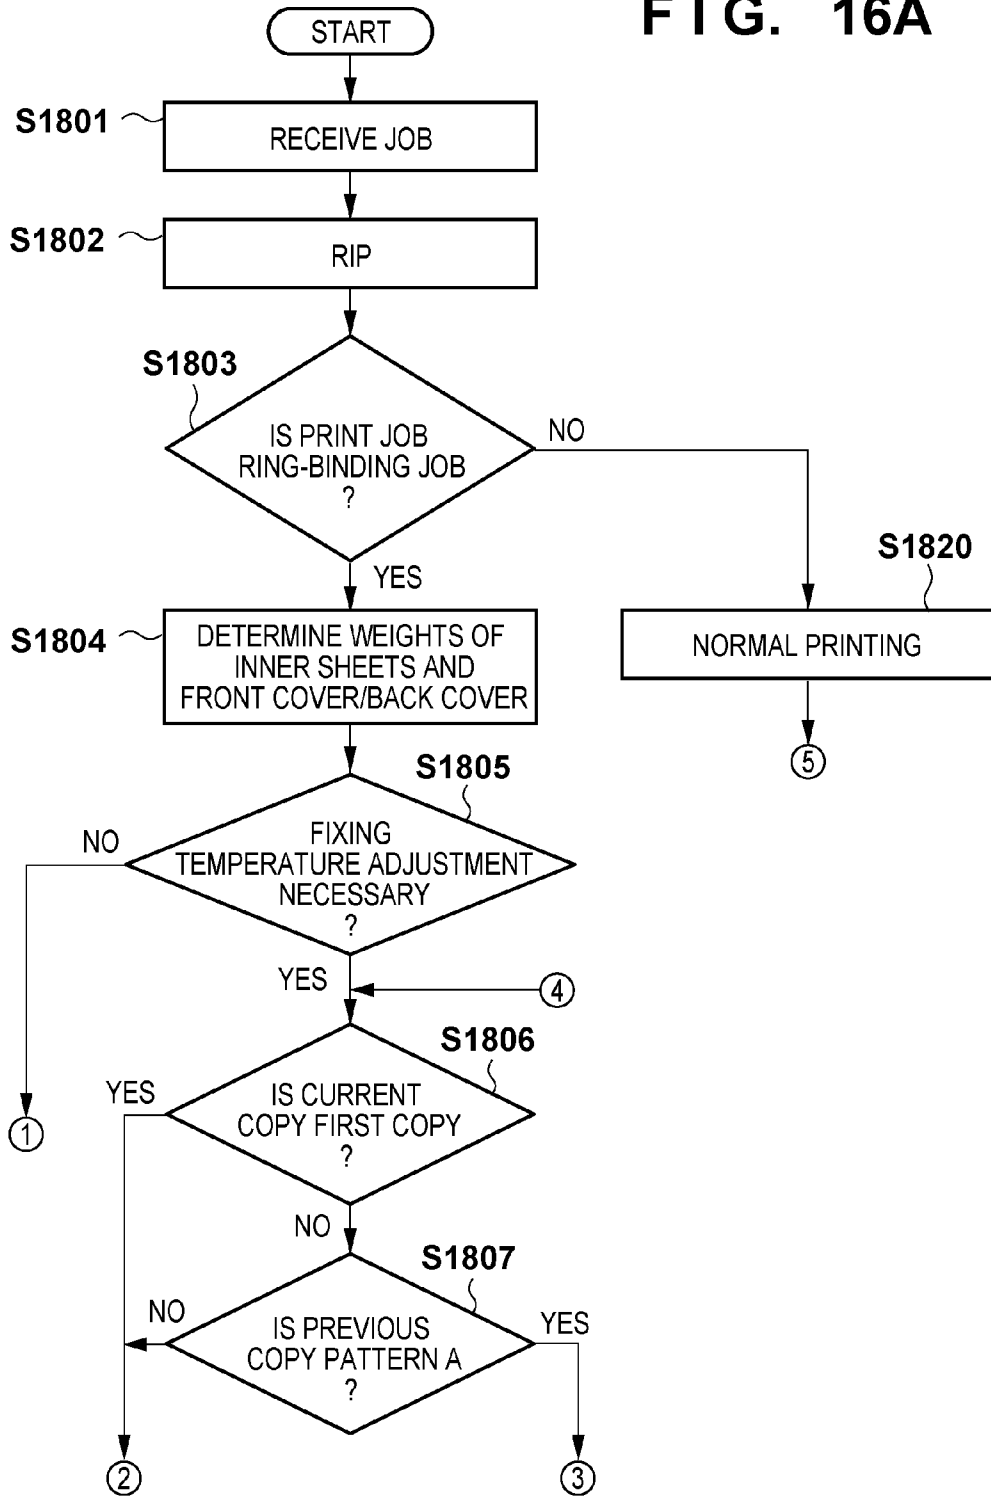 FIG. 16A
START
S1801
RECEIVE JOB
S1802
RIP
S1803
IS PRINT JOB
RING-BINDING JOB
?
NO
YES
S1820
NORMAL PRINTING
5
S1804
DETERMINE WEIGHTS OF
INNER SHEETS AND
FRONT COVER/BACK COVER
S1805
FIXING
TEMPERATURE ADJUSTMENT
NECESSARY
?
NO
YES
4
1
S1806
IS CURRENT
COPY FIRST COPY
?
YES
NO
S1807
IS PREVIOUS
COPY PATTERN A
?
NO
YES
2
3